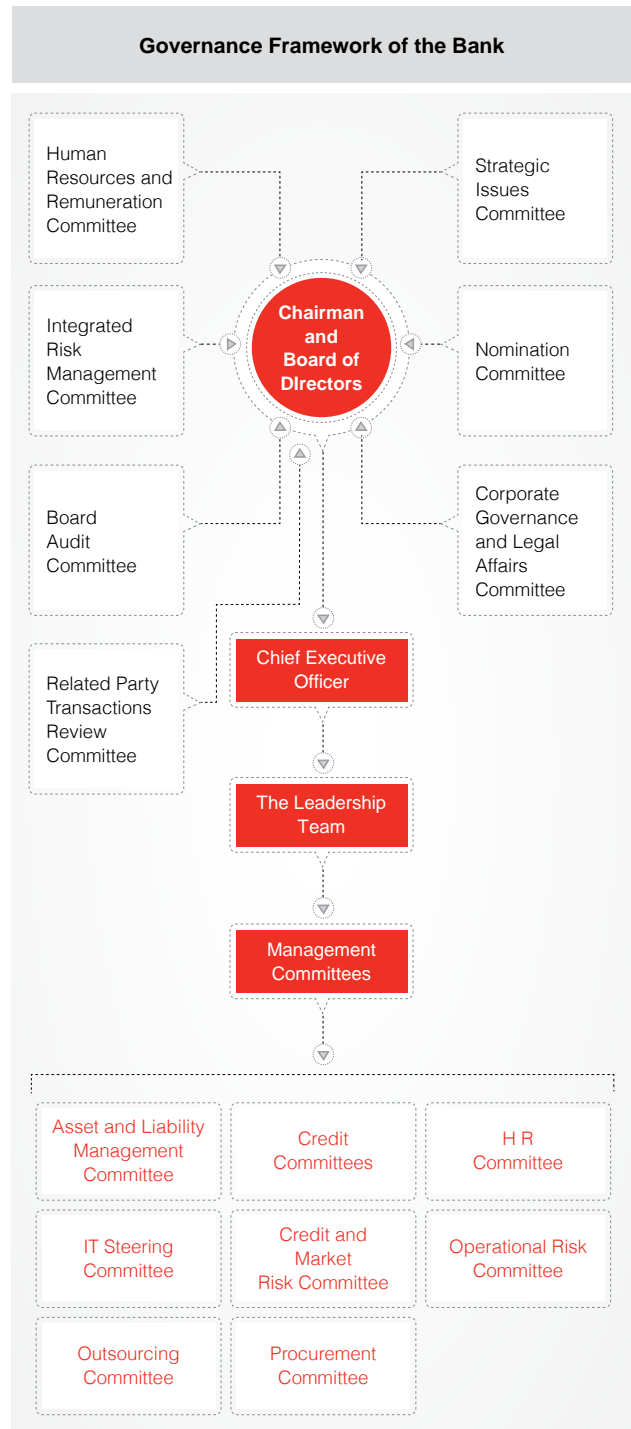 Governance Framework of the Bank
Human
Resources and
Remuneration
Committee
Strategic
Issues
Committee
Chairman
and
Board of
DIrectors
Integrated
Risk
Management
Committee
Nomination
Committee
Board
Audit
Committee
Corporate
Governance
and Legal
Affairs
Committee
Related Party
Transactions
Review
Committee
Chief Executive
Officer
The Leadership
Team
Management
Committees
Asset and Liability
Management
Committee
Credit
Committees
H R
Committee
IT Steering
Committee
Credit and
Market
Risk Committee
Operational Risk
Committee
Outsourcing
Committee
Procurement
Committee